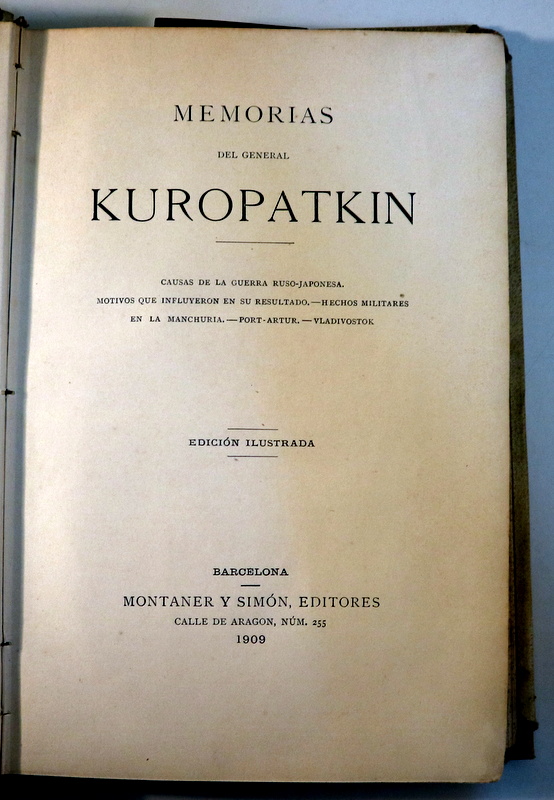 MEMORIAS
DEL GENERAL
KUROPATKIN
CAUSAS DE LA GUERRA RUSO-JAPONESA.
MOTIVOS QUE INFLUYERON EN SU RESULTADO.—HECHOS MILITARES
EN LA MANCHURIA.—PORT-ARTUR.—VLADIVOSTOK
EDICIÓN ILUSTRADA
BARCELONA
MONTANER Y SIMÓN, EDITORES
CALLE DE ARAGON, NÚM. 255
1909